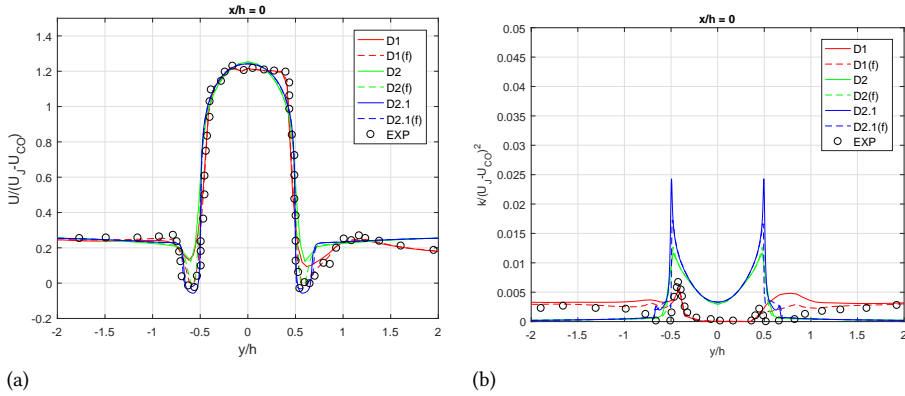 x/h = 0
1.4
1.2
1
0.8
0.6
0.4
0.2
0
-0.2
U/(U_J-U_CO)
-2
-1.5
-1
-0.5
0
0.5
1
1.5
2
y/h
D1
D1(f)
D2
D2(f)
D2.1
D2.1(f)
EXP
(a)
x/h = 0
0.05
0.045
0.04
0.035
0.03
0.025
0.02
0.015
0.01
0.005
0
k/(U_J-U_CO)^2
-2
-1.5
-1
-0.5
0
0.5
1
1.5
2
y/h
D1
D1(f)
D2
D2(f)
D2.1
D2.1(f)
EXP
(b)